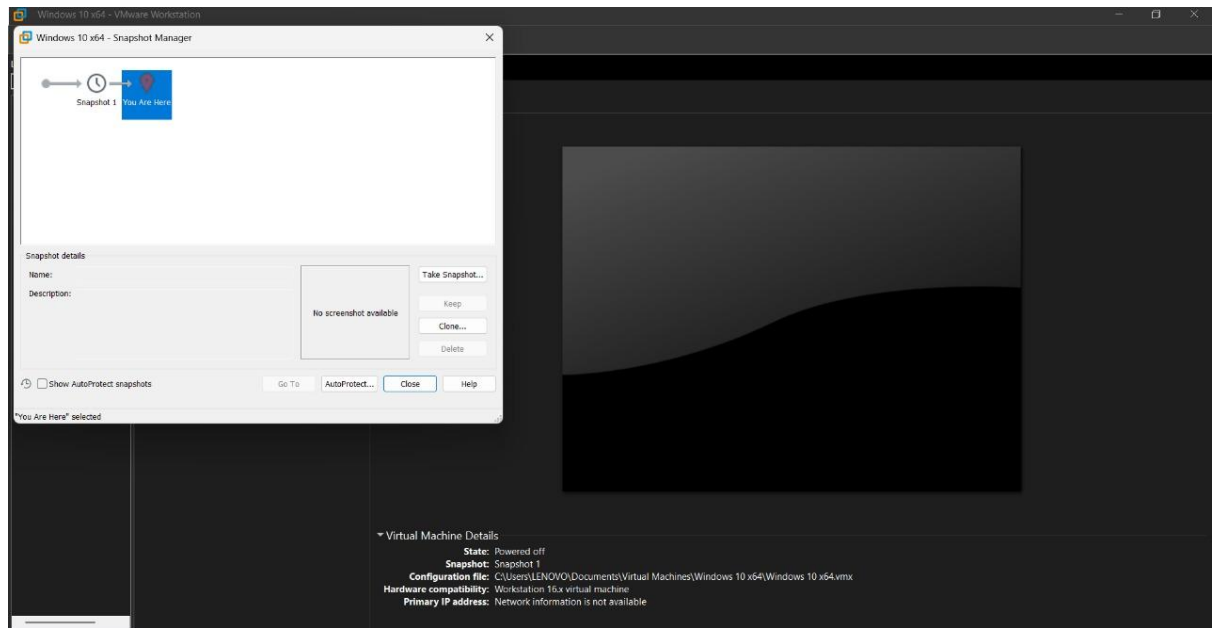 Windows 10 x64 - VMware Workstation
Windows 10 x64 - Snapshot Manager
Snapshot 1
You Are Here
Snapshot details
Name:
Description:
No screenshot available
Take Snapshot...
Keep
Clone...
Delete
Show AutoProtect snapshots
Go To
AutoProtect...
Close
Help
"You Are Here" selected
Virtual Machine Details
State: Powered off
Snapshot: Snapshot 1
Configuration file: C:\Users\LENOVO\Documents\Virtual Machines\Windows 10 x64\Windows 10 x64.vmx
Hardware compatibility: Workstation 16.x virtual machine
Primary IP address: Network information is not available